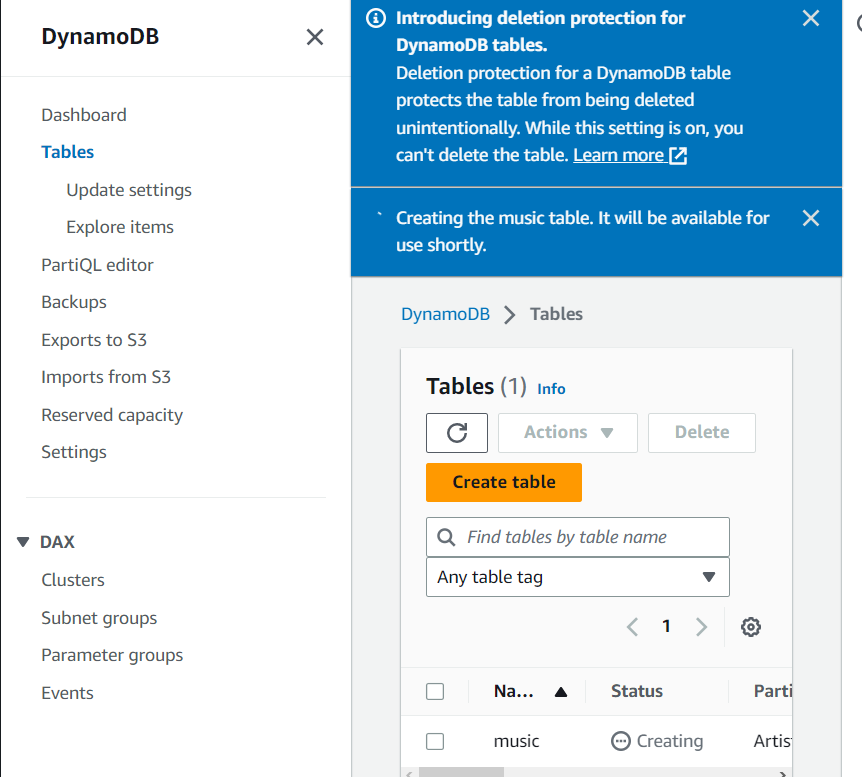 DynamoDB
Dashboard
Tables
Update settings
Explore items
PartiQL editor
Backups
Exports to S3
Imports from S3
Reserved capacity
Settings
DAX
Clusters
Subnet groups
Parameter groups
Events
Introducing deletion protection for
DynamoDB tables.
Deletion protection for a DynamoDB table
protects the table from being deleted
unintentionally. While this setting is on, you
can't delete the table. Learn more
Creating the music table. It will be available for
use shortly.
DynamoDB > Tables
Tables (1) Info
Actions Delete
Create table
Find tables by table name
Any table tag
1
Na... Status Parti
music Creating Artis